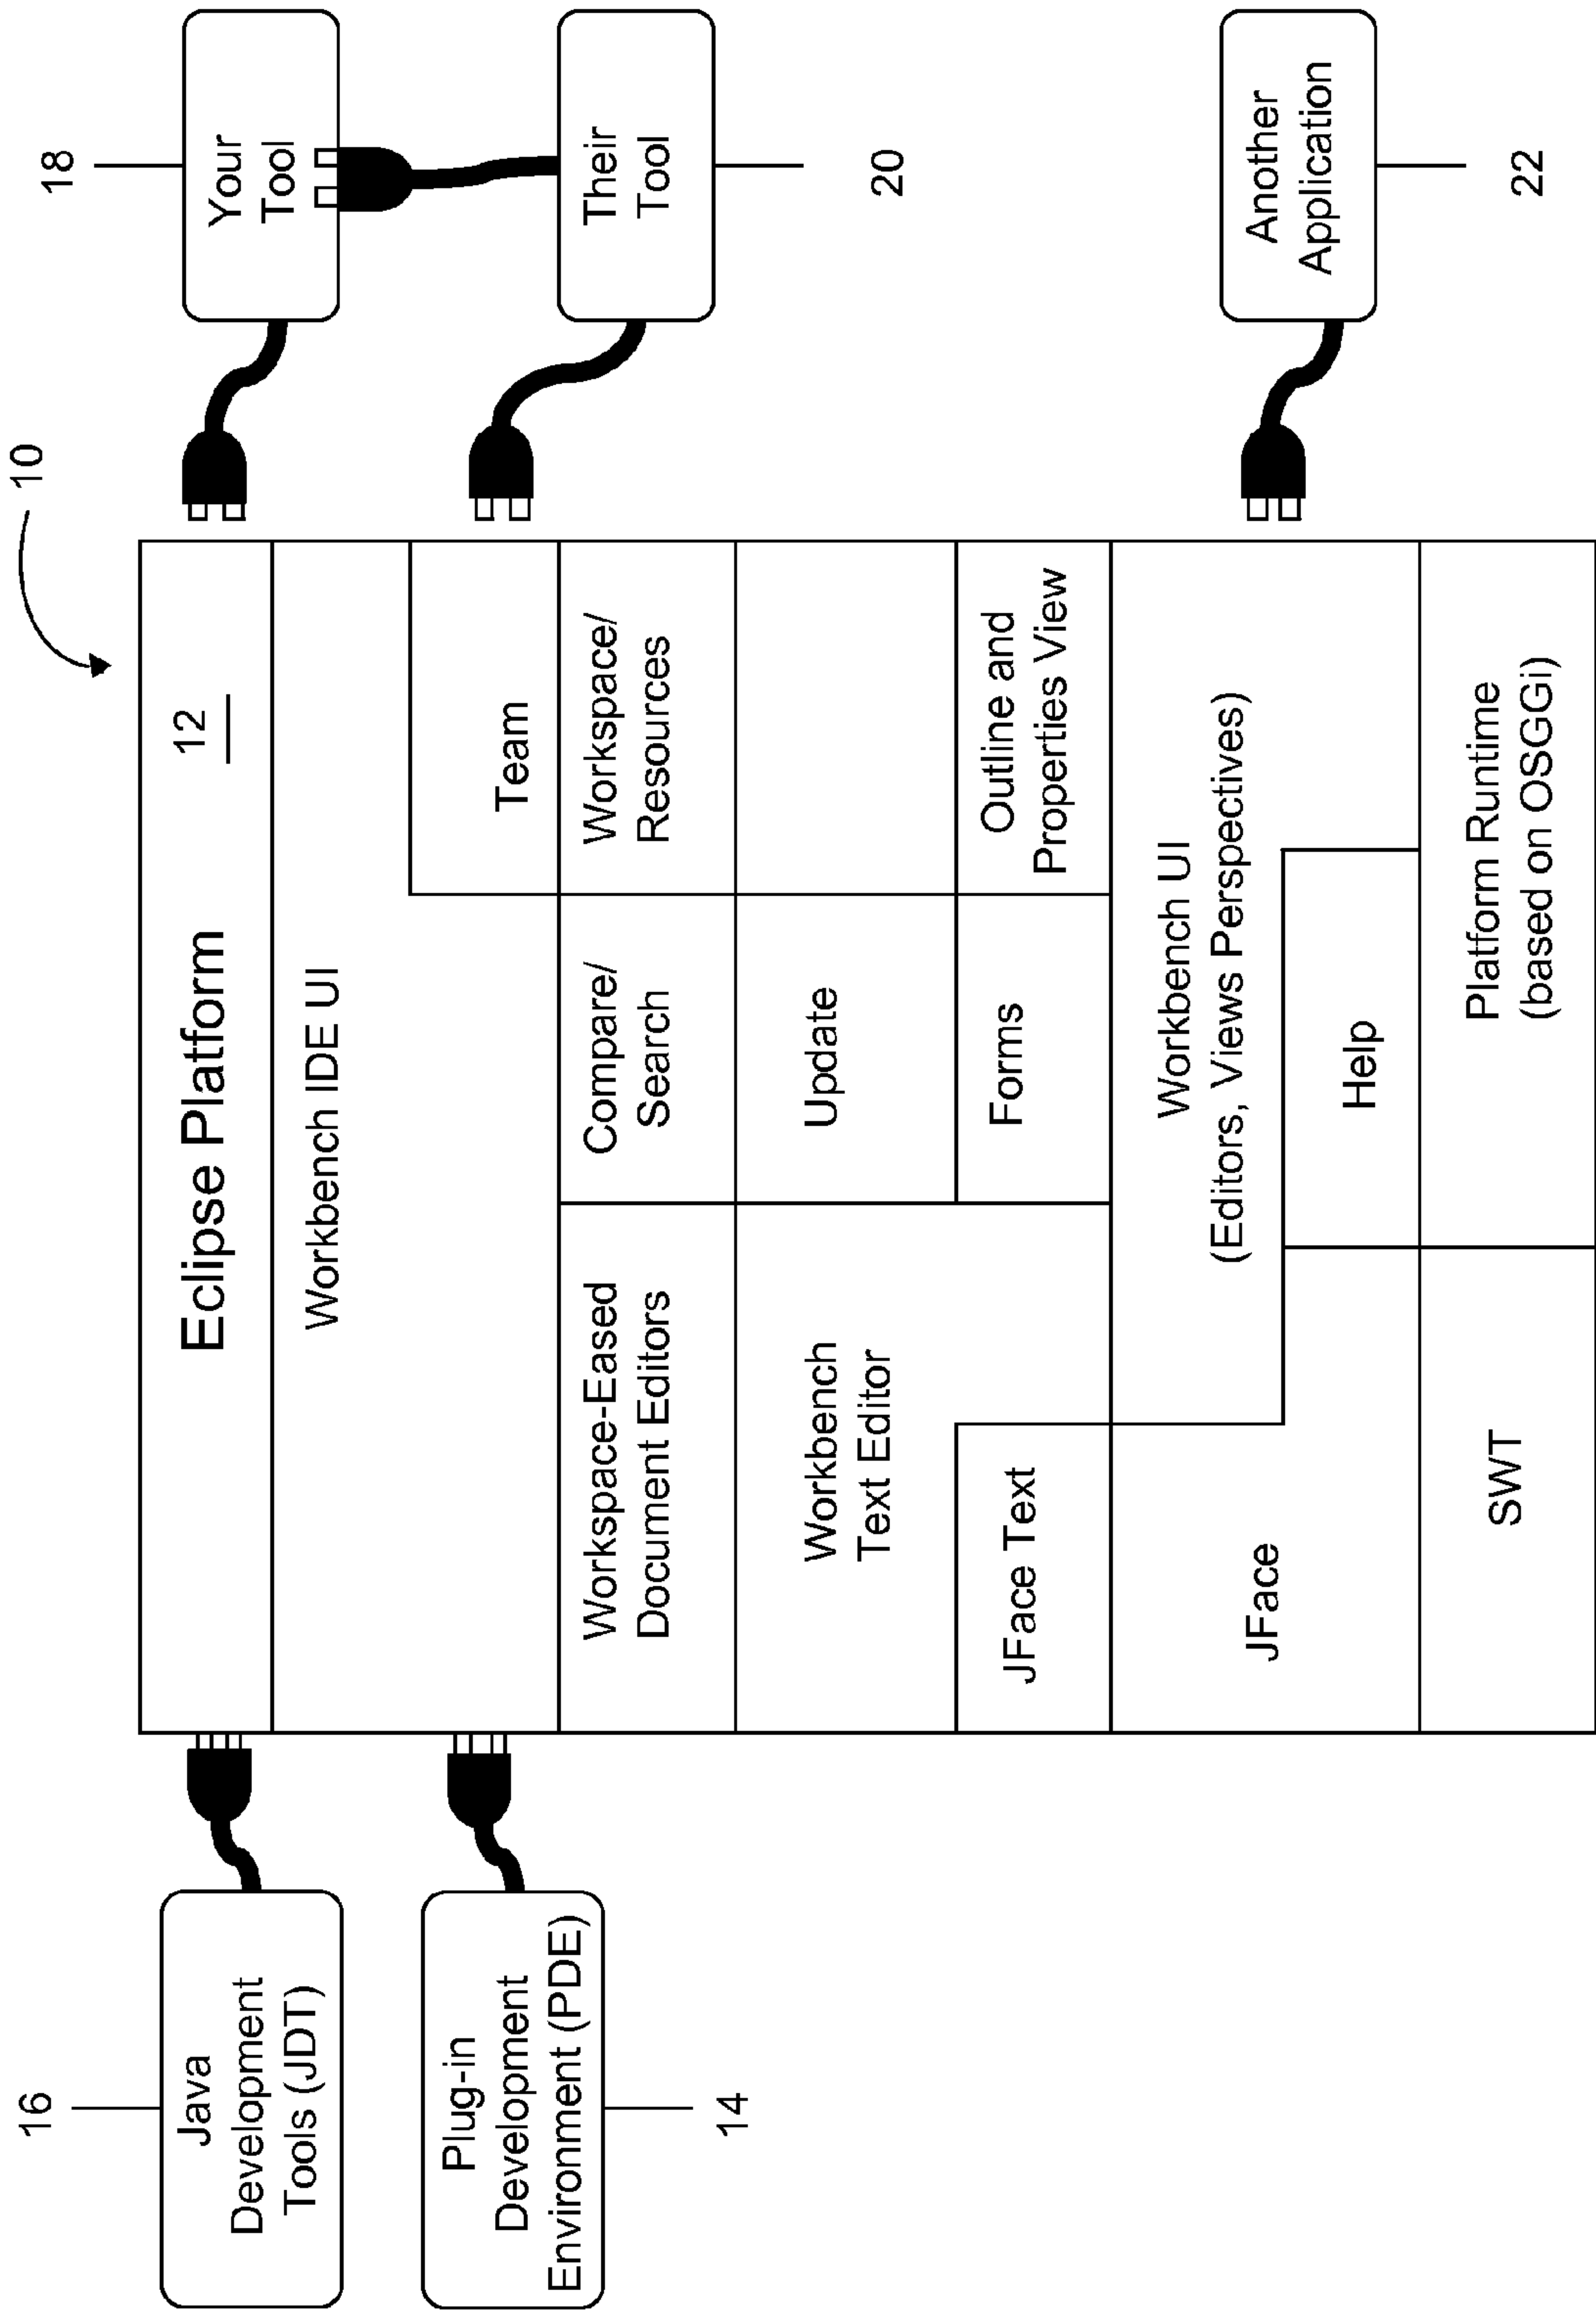 10
16
Java
Development
Tools (JDT)
Plug-in
Development
Environment (PDE)
14
Eclipse Platform
12
Workbench IDE UI
Team
Workspace-Eased
Document Editors
Compare/
Search
Workspace/
Resources
Workbench
Text Editor
Update
JFace Text
Forms
Outline and
Properties View
JFace
Workbench UI
(Editors, Views Perspectives)
Help
SWT
Platform Runtime
(based on OSGGi)
18
Your
Tool
Their
Tool
20
Another
Application
22